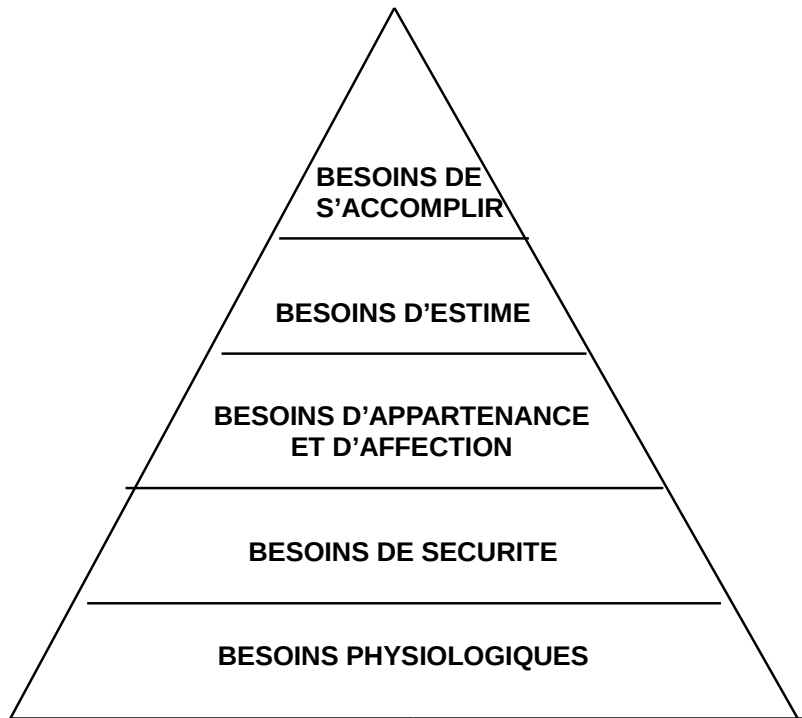 BESOINS DE
S’ACCOMPLIR
BESOINS D’ESTIME
BESOINS D’APPARTENANCE
ET D’AFFECTION
BESOINS DE SECURITE
BESOINS PHYSIOLOGIQUES